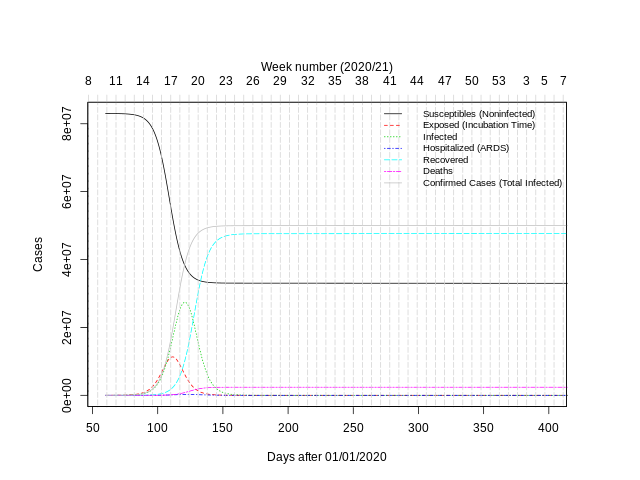 Week number (2020/21)
8 11 14 17 20 23 26 29 32 35 38 41 44 47 50 53 3 5 7
Susceptibles (Noninfected)
Exposed (Incubation Time)
Infected
Hospitalized (ARDS)
Recovered
Deaths
Confirmed Cases (Total Infected)
Cases
8e+07
6e+07
4e+07
2e+07
0e+00
50 100 150 200 250 300 350 400
Days after 01/01/2020